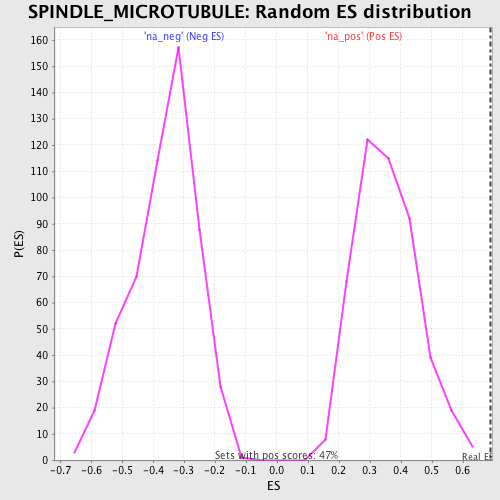 SPINDLE_MICROTUBULE: Random ES distribution
'na_neg' (Neg ES)
'na_pos' (Pos ES)
160
150
140
130
120
110
100
90
80
70
60
50
40
30
20
10
0
P(ES)
Sets with pos scores: 47%
Real ES
-0.7 -0.6 -0.5 -0.4 -0.3 -0.2 -0.1 0.0 0.1 0.2 0.3 0.4 0.5 0.6
ES